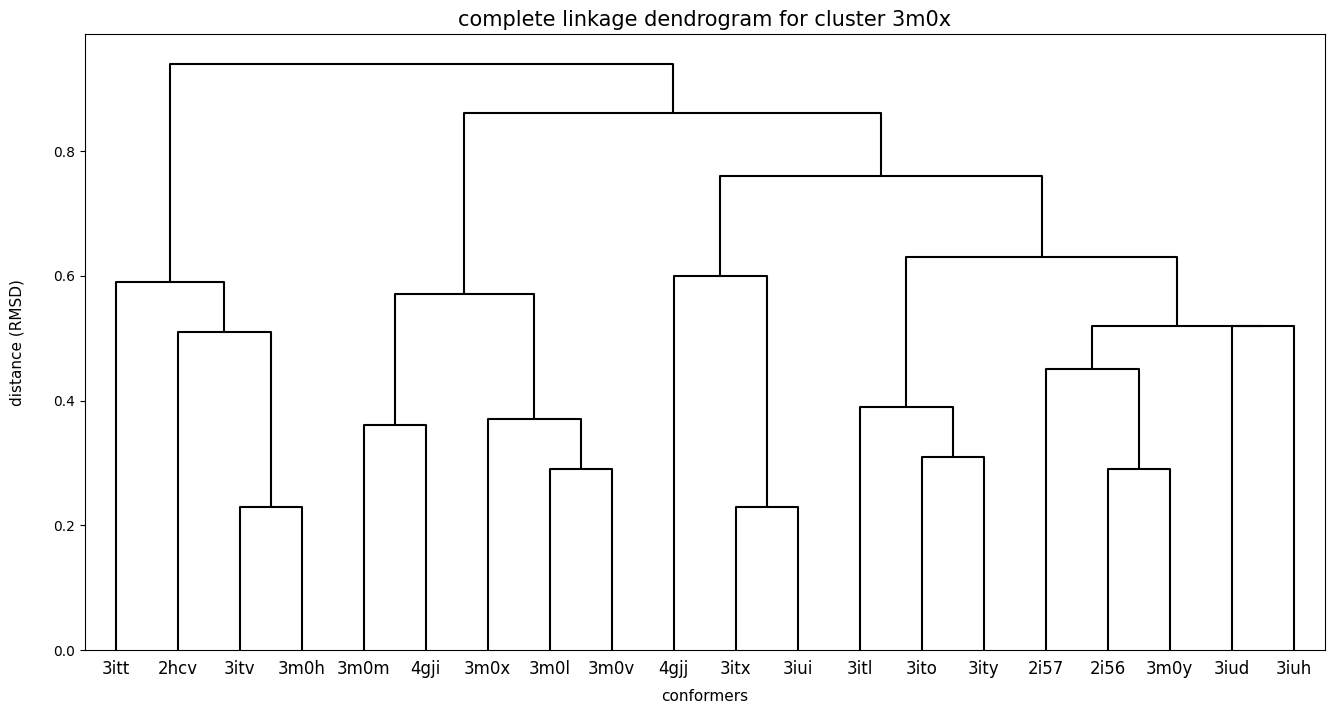 complete linkage dendrogram for cluster 3m0x
distance (RMSD)
0.8
0.6
0.4
0.2
0.0
3itt 2hcv 3itv 3m0h 3m0m 4gji 3m0x 3m0l 3m0v 4gjj 3itx 3iui 3itl 3ito 3ity 2i57 2i56 3m0y 3iud 3iuh
conformers